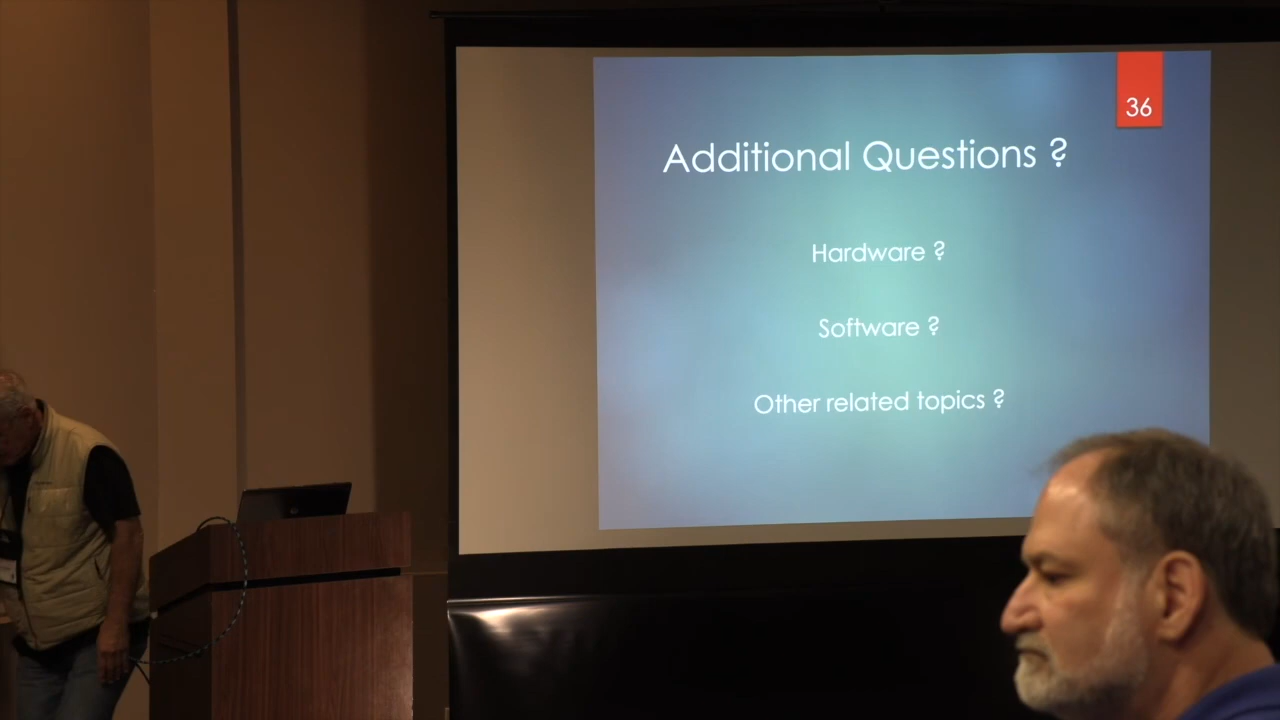 36
Additional Questions ?
Hardware ?
Software ?
Other related topics ?